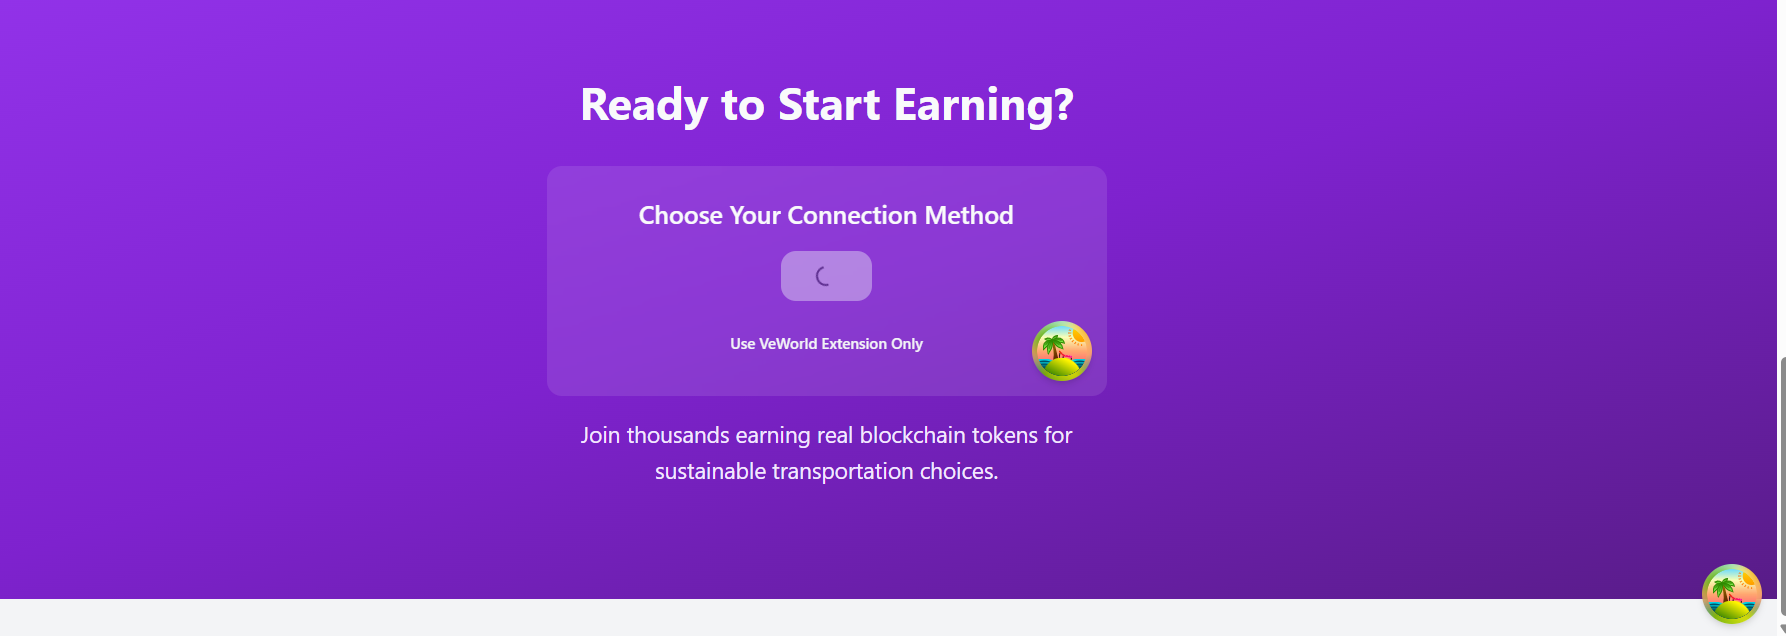 Ready to Start Earning?
Choose Your Connection Method
Use VeWorld Extension Only
Join thousands earning real blockchain tokens for
sustainable transportation choices.